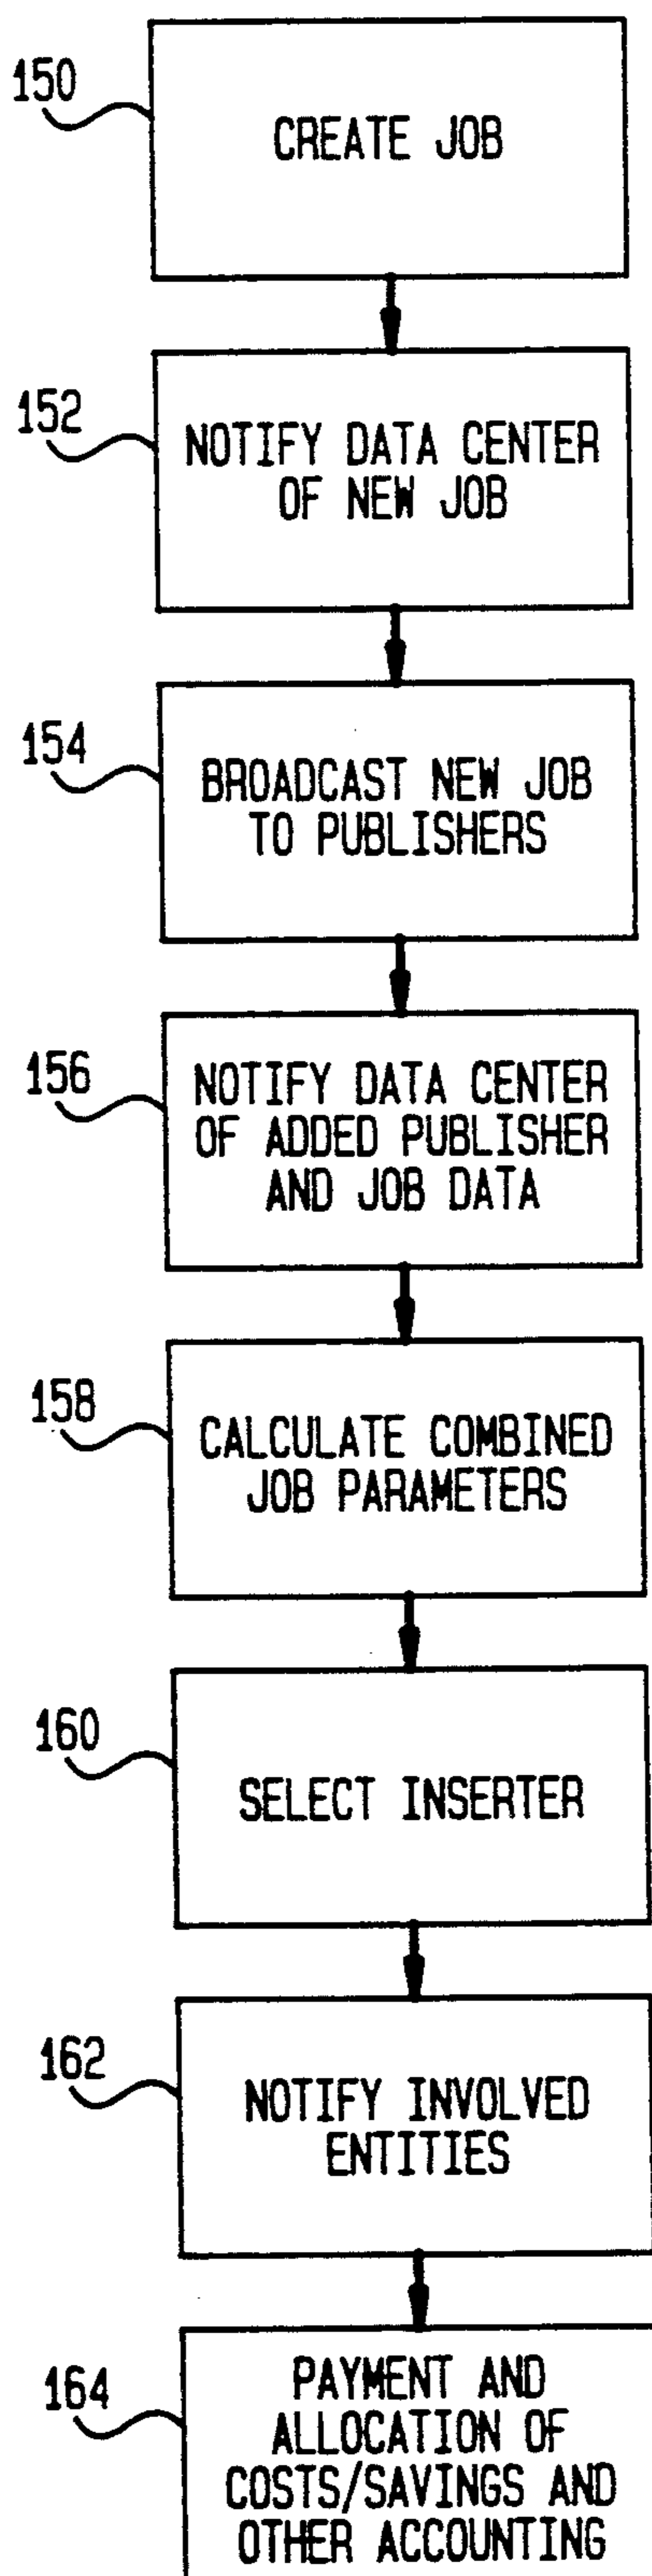 150
CREATE JOB
152
NOTIFY DATA CENTER
OF NEW JOB
154
BROADCAST NEW JOB
TO PUBLISHERS
156
NOTIFY DATA CENTER
OF ADDED PUBLISHER
AND JOB DATA
158
CALCULATE COMBINED
JOB PARAMETERS
160
SELECT INSERTER
162
NOTIFY INVOLVED
ENTITIES
164
PAYMENT AND
ALLOCATION OF
COSTS/SAVINGS AND
OTHER ACCOUNTING